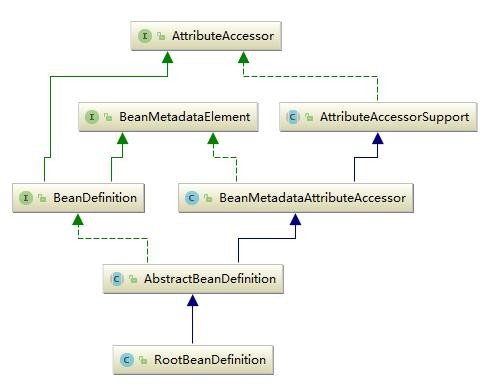 I AttributeAccessor
I BeanMetadataElement
C AttributeAccessorSupport
I BeanDefinition
C BeanMetadataAttributeAccessor
C AbstractBeanDefinition
C RootBeanDefinition